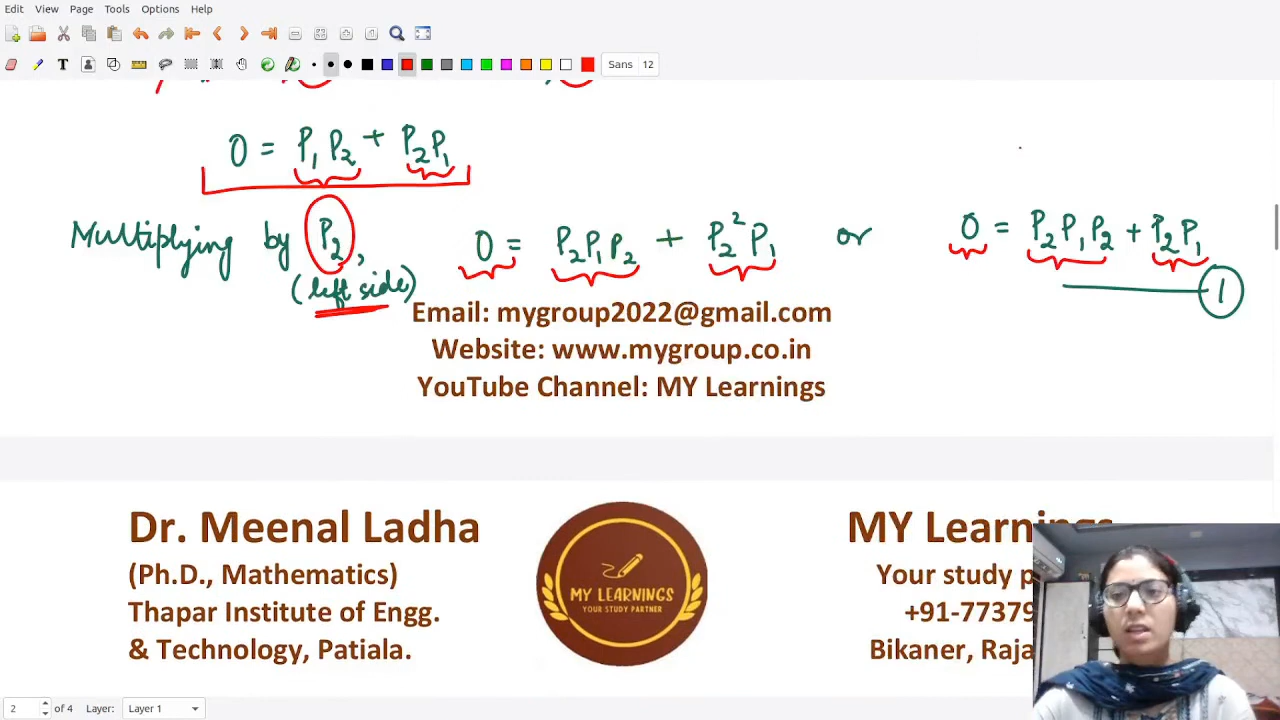 Edit View Page Tools Options Help
Sans 12
0 = P₁P₂ + P₂P₁
Multiplying by P₂, 0 = P₂P₁P₂ + P₂²P₁ or 0 = P₂P₁P₂ + P₂P₁
(left side) 1
Email: mygroup2022@gmail.com
Website: www.mygroup.co.in
YouTube Channel: MY Learnings
Dr. Meenal Ladha
(Ph.D., Mathematics)
Thapar Institute of Engg.
& Technology, Patiala.
MY LEARNINGS
YOUR STUDY PARTNER
MY Learnings
Your study
+91-7737
Bikaner,
2 of 4 Layer: Layer 1